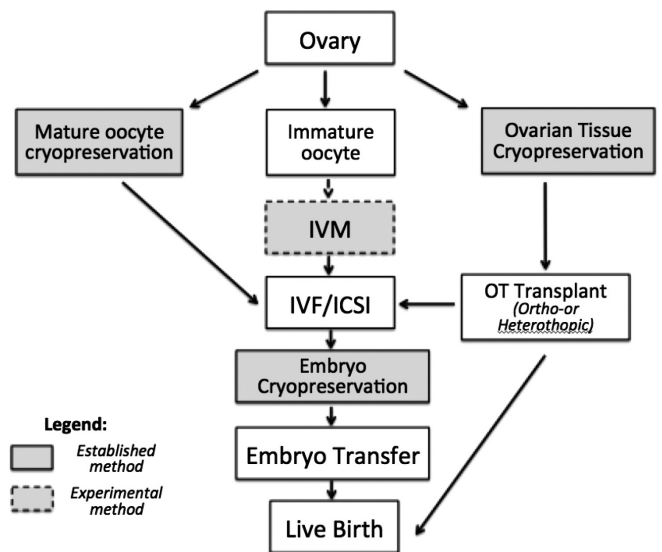 Ovary
Mature oocyte
cryopreservation
Immature
oocyte
Ovarian Tissue
Cryopreservation
IVM
IVF/ICSI
OT Transplant
(Ortho-or
Heterothopic)
Embryo
Cryopreservation
Embryo Transfer
Live Birth
Legend:
Established
method
Experimental
method